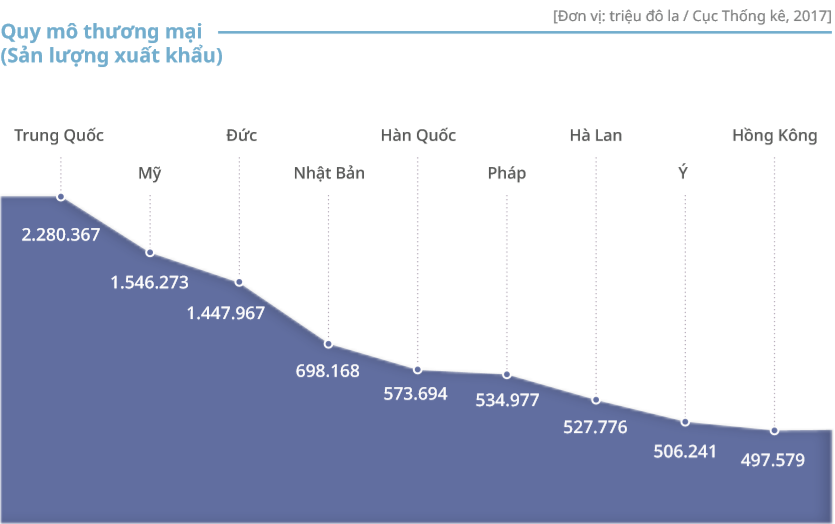 [Đơn vị: triệu đô la / Cục Thống kê, 2017]
Quy mô thương mại
(Sản lượng xuất khẩu)
Trung Quốc
Mỹ
Đức
Nhật Bản
Hàn Quốc
Pháp
Hà Lan
Ý
Hồng Kông
2.280.367
1.546.273
1.447.967
698.168
573.694
534.977
527.776
506.241
497.579